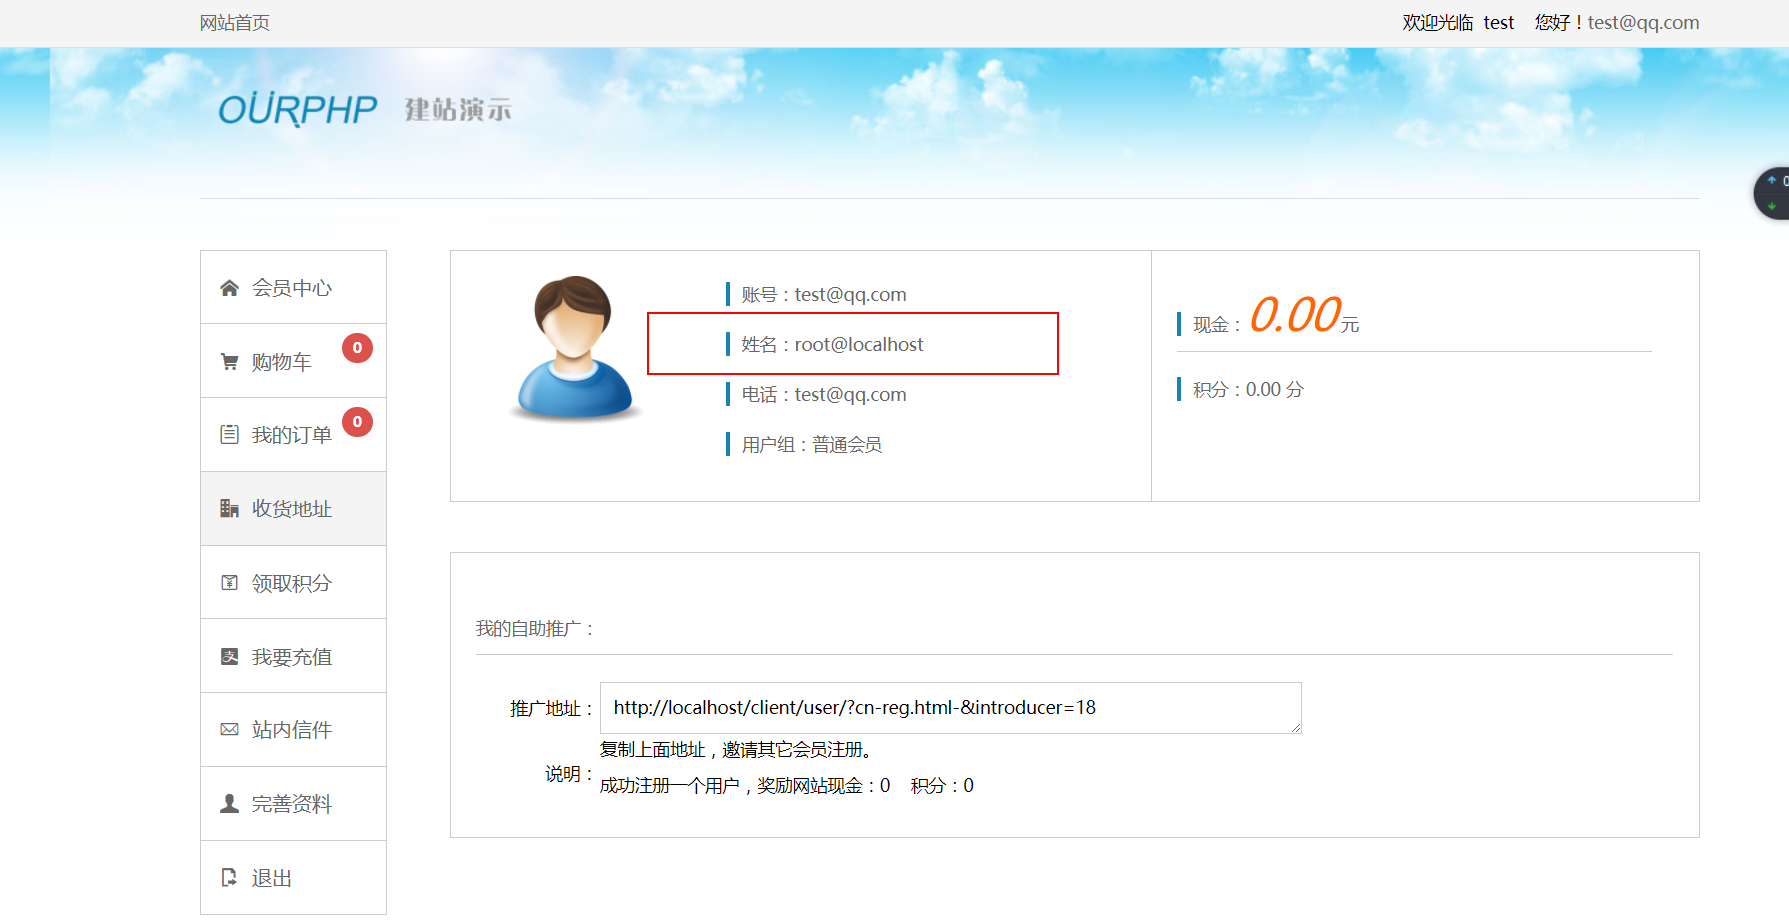 网站首页
欢迎光临 test 您好！test@qq.com
OURPHP 建站演示
会员中心
购物车 0
我的订单 0
收货地址
领取积分
我要充值
站内信件
完善资料
退出
账号：test@qq.com
姓名：root@localhost
电话：test@qq.com
用户组：普通会员
现金：0.00元
积分：0.00 分
我的自助推广：
推广地址： http://localhost/client/user/?cn-reg.html-&introducer=18
复制上面地址，邀请其它会员注册。
说明：
成功注册一个用户，奖励网站现金：0 积分：0